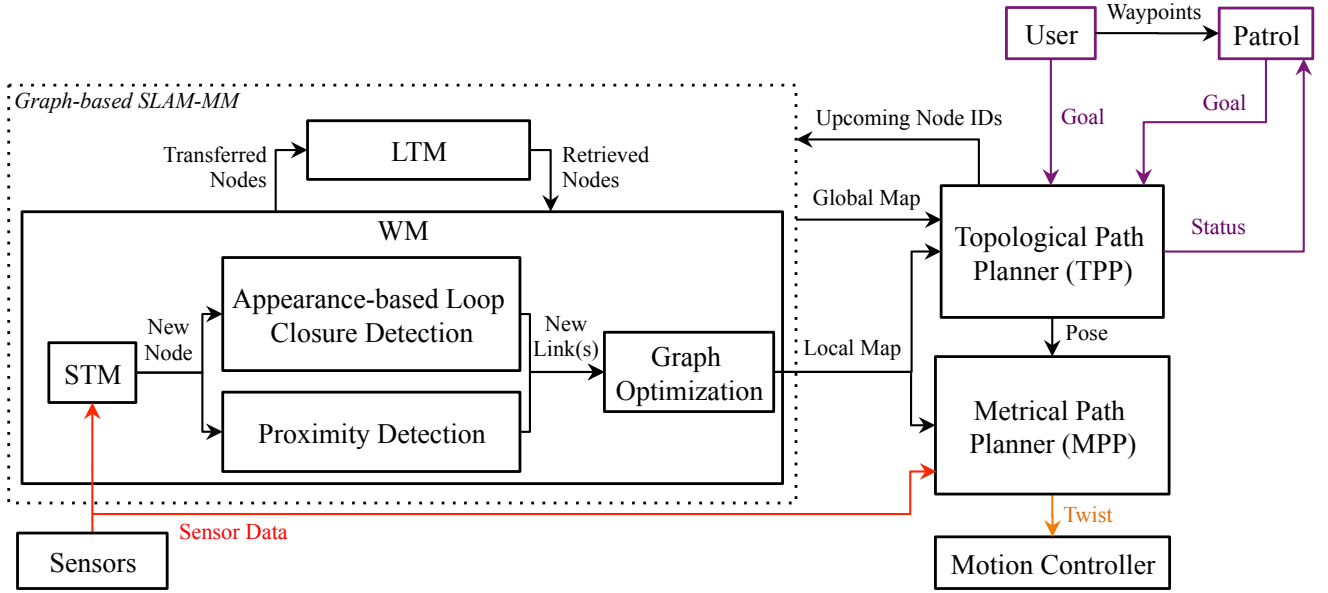 Waypoints
User
Patrol
Graph-based SLAM-MM
Goal
Goal
Upcoming Node IDs
Transferred
Nodes
LTM
Retrieved
Nodes
Global Map
WM
Topological Path
Planner (TPP)
Status
Appearance-based Loop
Closure Detection
New
Node
New
Link(s)
STM
Graph
Optimization
Local Map
Pose
Proximity Detection
Metrical Path
Planner (MPP)
Sensor Data
Twist
Sensors
Motion Controller